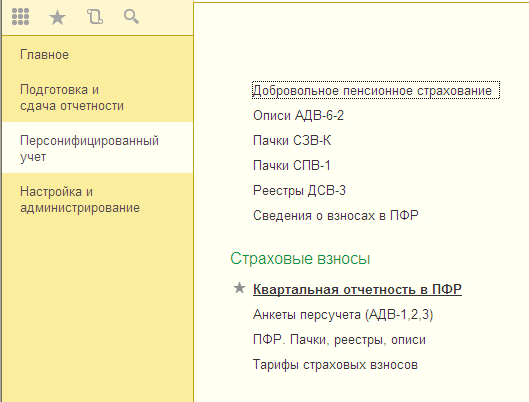 Главное
Подготовка и
сдача отчетности
Персонифицированный
учет
Настройка и
администрирование
Добровольное пенсионное страхование
Описи АДВ-6-2
Пачки СЗВ-К
Пачки СПВ-1
Реестры ДСВ-3
Сведения о взносах в ПФР
Страховые взносы
Квартальная отчетность в ПФР
Анкеты персучета (АДВ-1,2,3)
ПФР. Пачки, реестры, описи
Тарифы страховых взносов